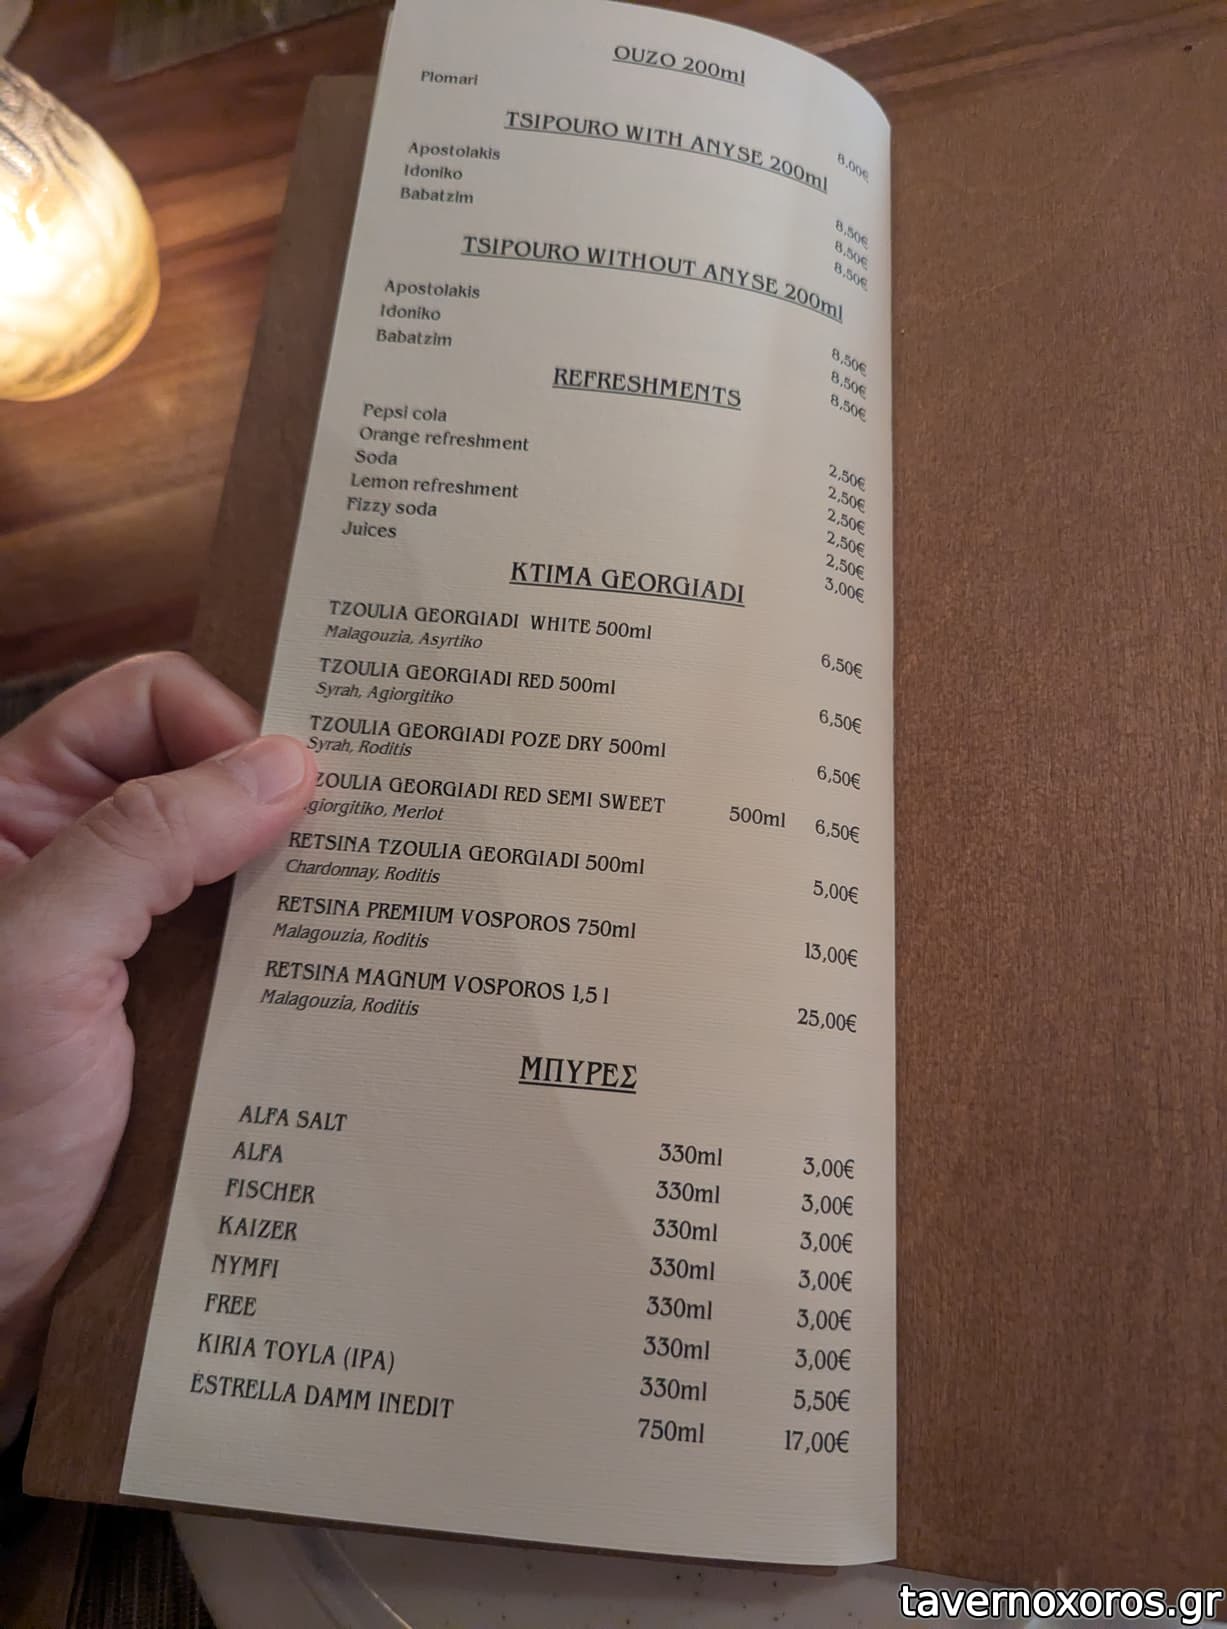 OUZO 200ml
Plomari 8.00€
TSIPOURO WITH ANYSE 200ml
Apostolakis 8,50€
Idoniko 8,50€
Babatzim 8,50€
TSIPOURO WITHOUT ANYSE 200ml
Apostolakis 8,50€
Idoniko 8,50€
Babatzim 8,50€
REFRESHMENTS
Pepsi cola 2,50€
Orange refreshment 2,50€
Soda 2,50€
Lemon refreshment 2,50€
Fizzy soda 2,50€
Juices 3,00€
ΚΤΙΜΑ GEORGIADI
TZOULIA GEORGIADI WHITE 500ml 6,50€
Malagouzia, Asyrtiko
TZOULIA GEORGIADI RED 500ml 6,50€
Syrah, Agiorgitiko
TZOULIA GEORGIADI POZE DRY 500ml 6,50€
Syrah, Roditis
ZOULIA GEORGIADI RED SEMI SWEET 500ml 6,50€
giorgitiko, Merlot
RETSINA TZOULIA GEORGIADI 500ml 5,00€
Chardonnay, Roditis
RETSINA PREMIUM VOSPOROS 750ml 13,00€
Malagouzia, Roditis
RETSINA MAGNUM VOSPOROS 1,5 l 25,00€
Malagouzia, Roditis
ΜΠΥΡΕΣ
ALFA SALT 330ml 3,00€
ALFA 330ml 3,00€
FISCHER 330ml 3,00€
KAIZER 330ml 3,00€
NYMFI 330ml 3,00€
FREE 330ml 3,00€
KIRIA TOYLA (IPA) 330ml 5,50€
ESTRELLA DAMM INEDIT 750ml 17,00€
tavernoxoros.gr